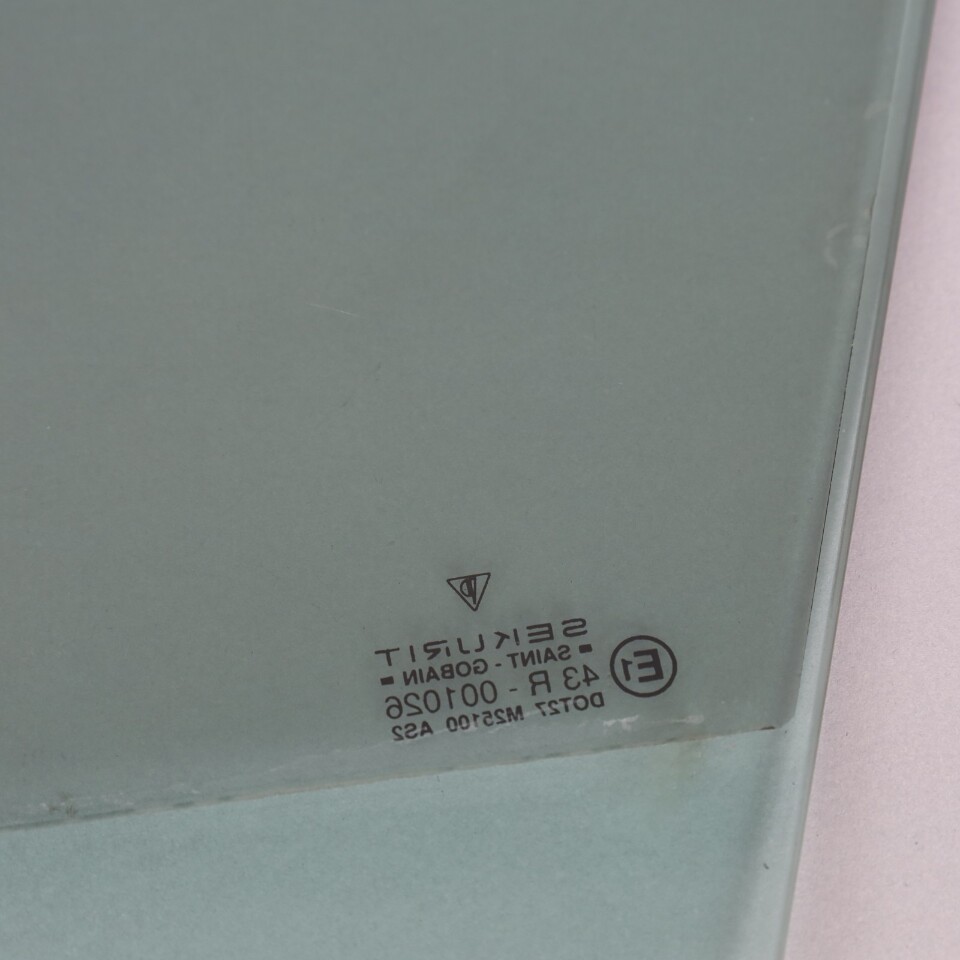 SEKURIT
SAINT - GOBAIN
E1
43 R - 001026
DOT27 M25100 AS2